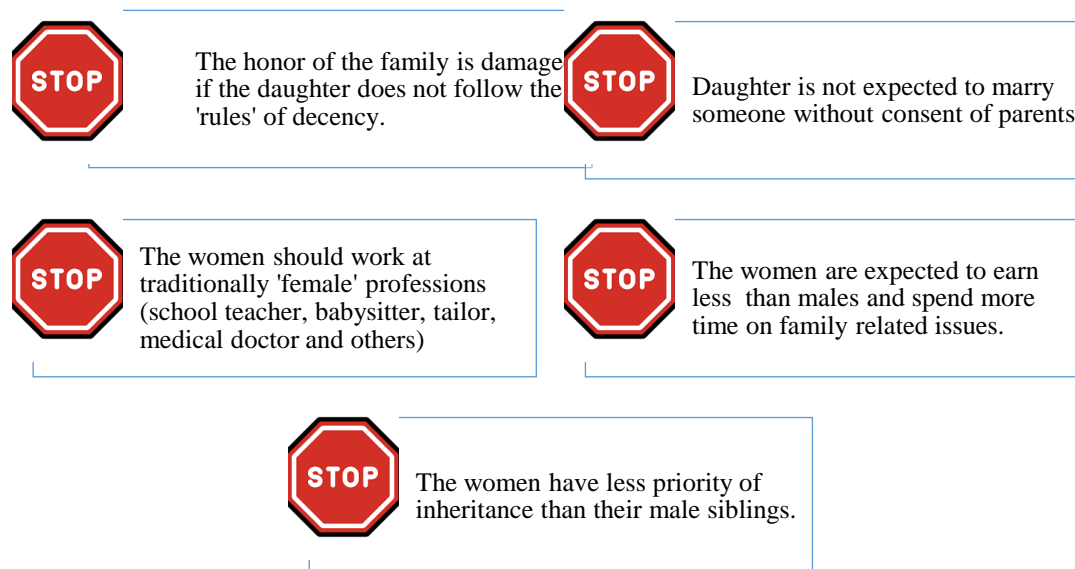 STOP
The honor of the family is damage
if the daughter does not follow the
'rules' of decency.
STOP
Daughter is not expected to marry
someone without consent of parents
STOP
The women should work at
traditionally 'female' professions
(school teacher, babysitter, tailor,
medical doctor and others)
STOP
The women are expected to earn
less than males and spend more
time on family related issues.
STOP
The women have less priority of
inheritance than their male siblings.